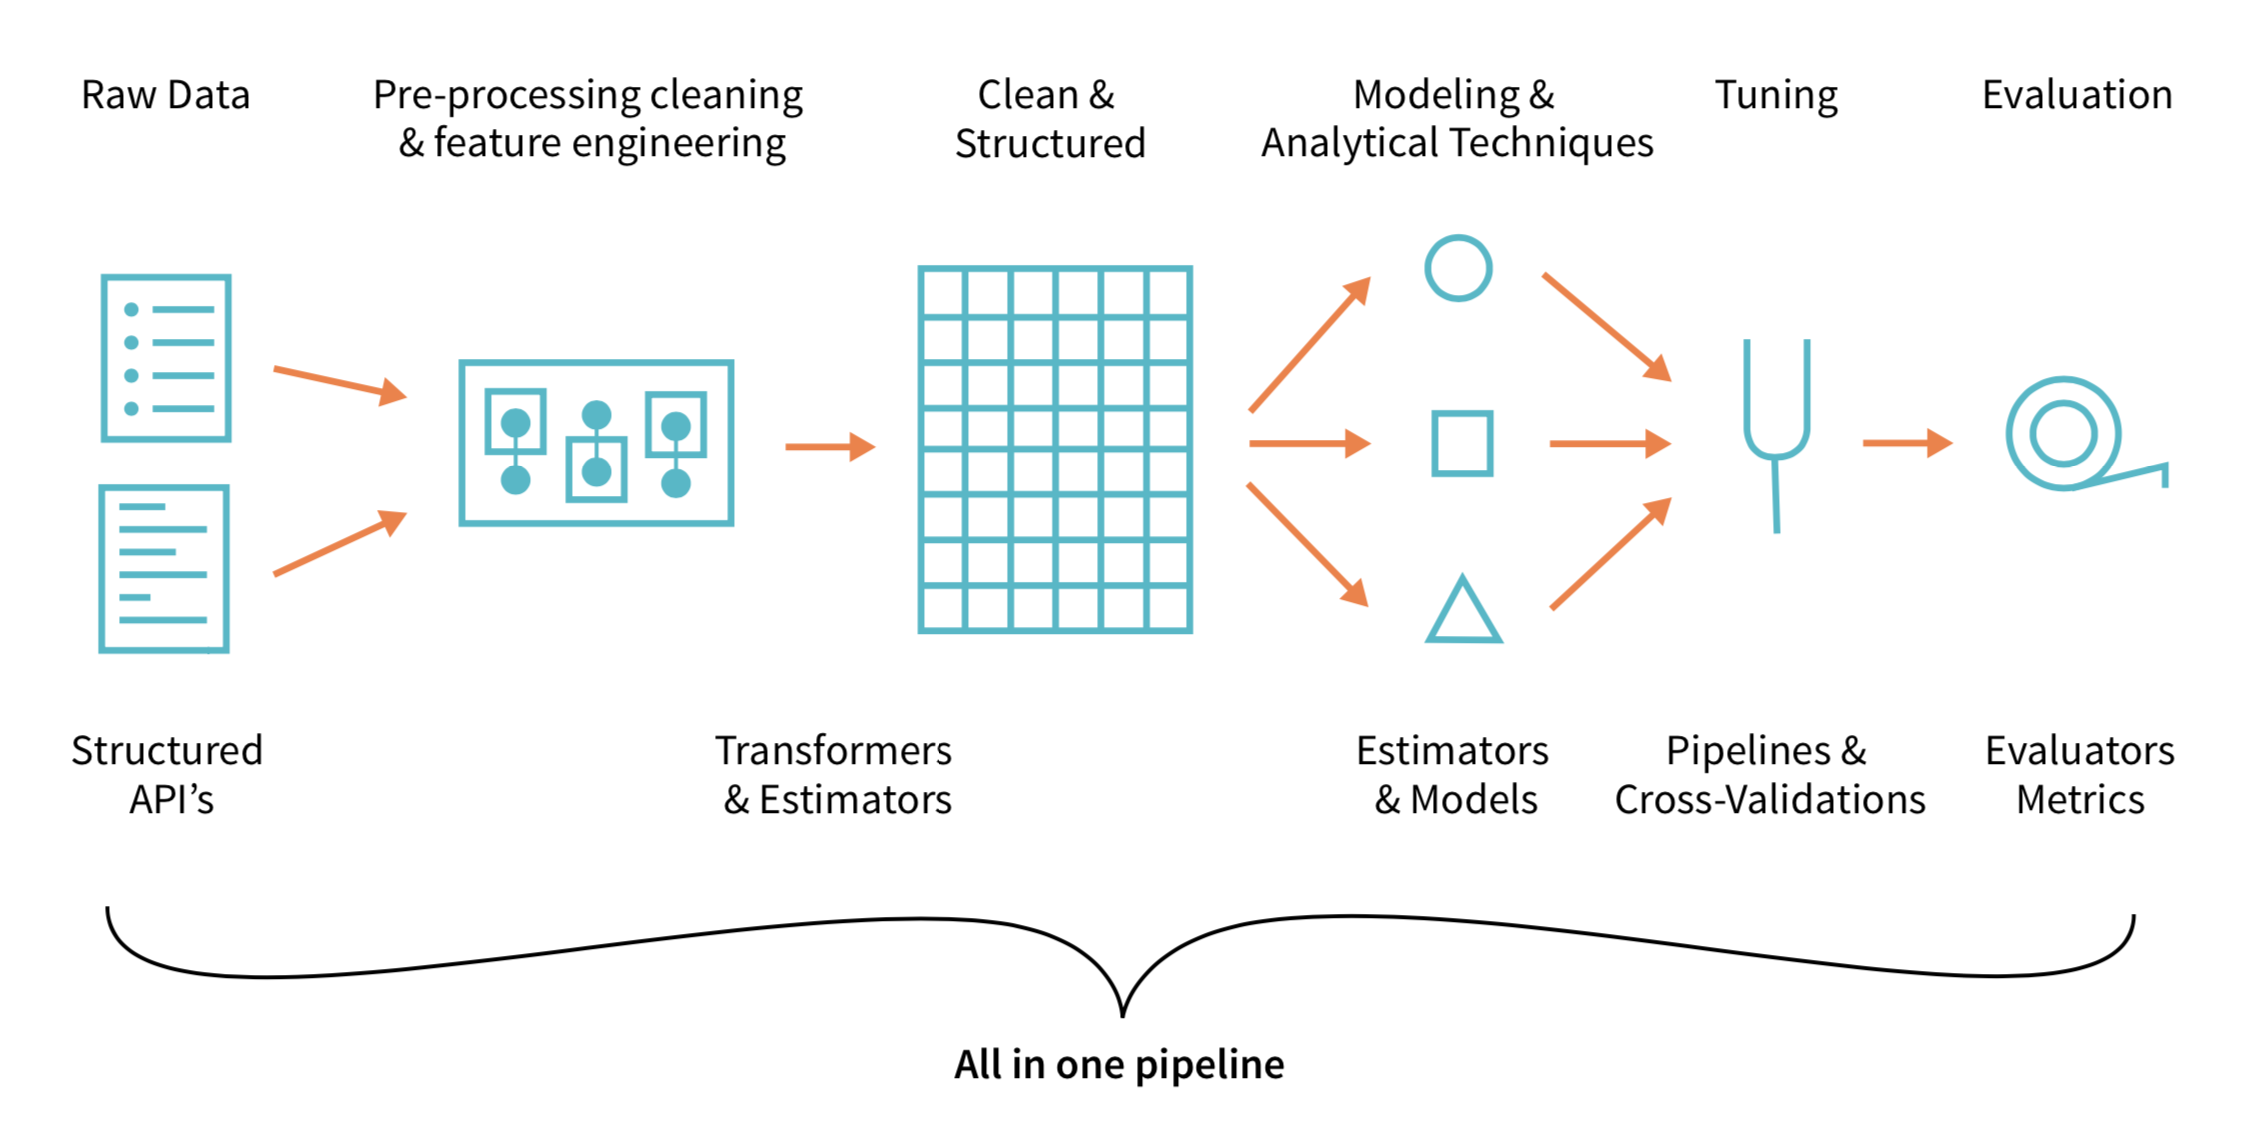 Raw Data
Pre-processing cleaning
& feature engineering
Clean &
Structured
Modeling &
Analytical Techniques
Tuning
Evaluation
Structured
API’s
Transformers
& Estimators
Estimators
& Models
Pipelines &
Cross-Validations
Evaluators
Metrics
All in one pipeline